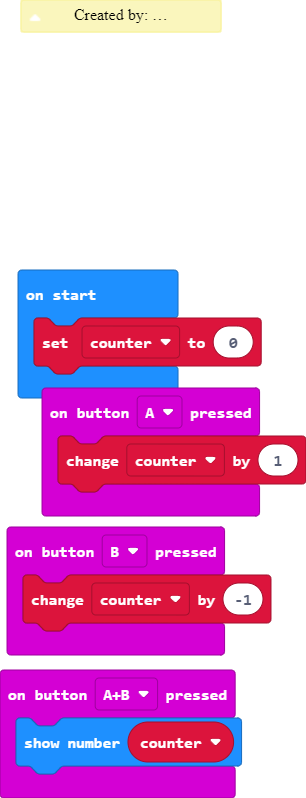 Created by: ...
on start
set counter to 0
on button A pressed
change counter by 1
on button B pressed
change counter by -1
on button A+B pressed
show number counter